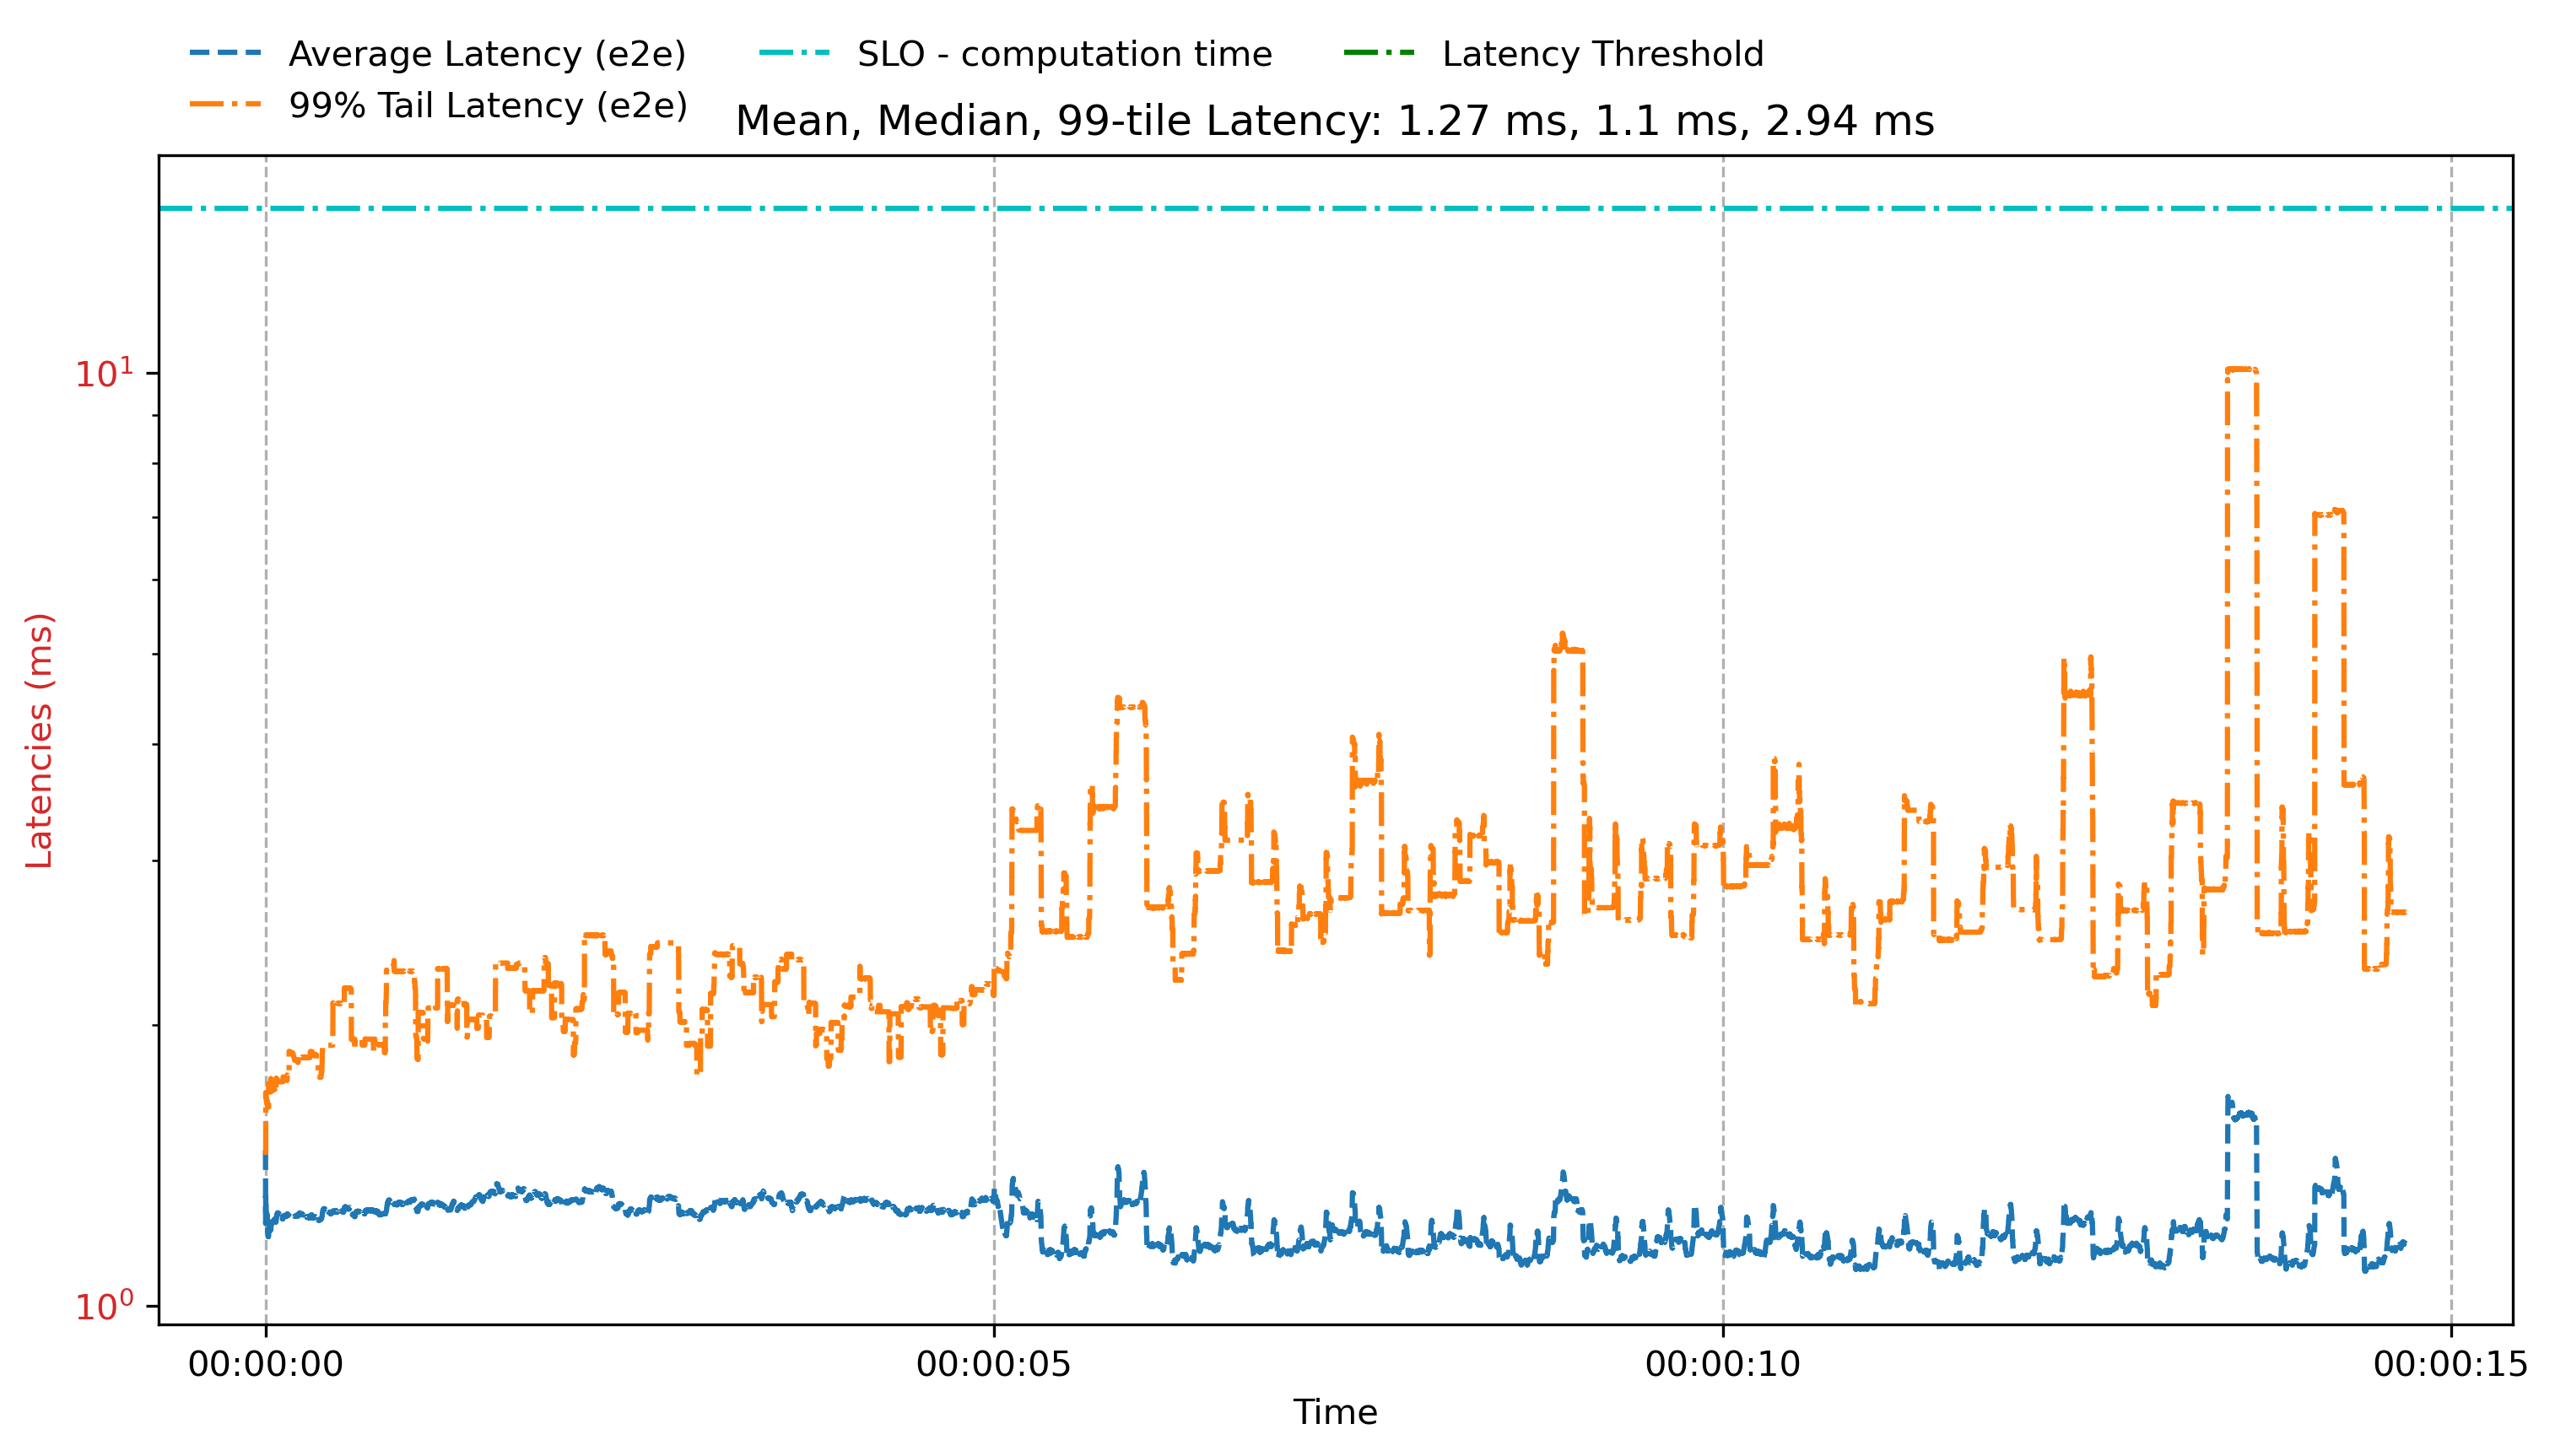 Average Latency (e2e)
99% Tail Latency (e2e)
SLO - computation time
Latency Threshold
Mean, Median, 99-tile Latency: 1.27 ms, 1.1 ms, 2.94 ms
Latencies (ms)
10¹
10⁰
00:00:00
00:00:05
00:00:10
00:00:15
Time